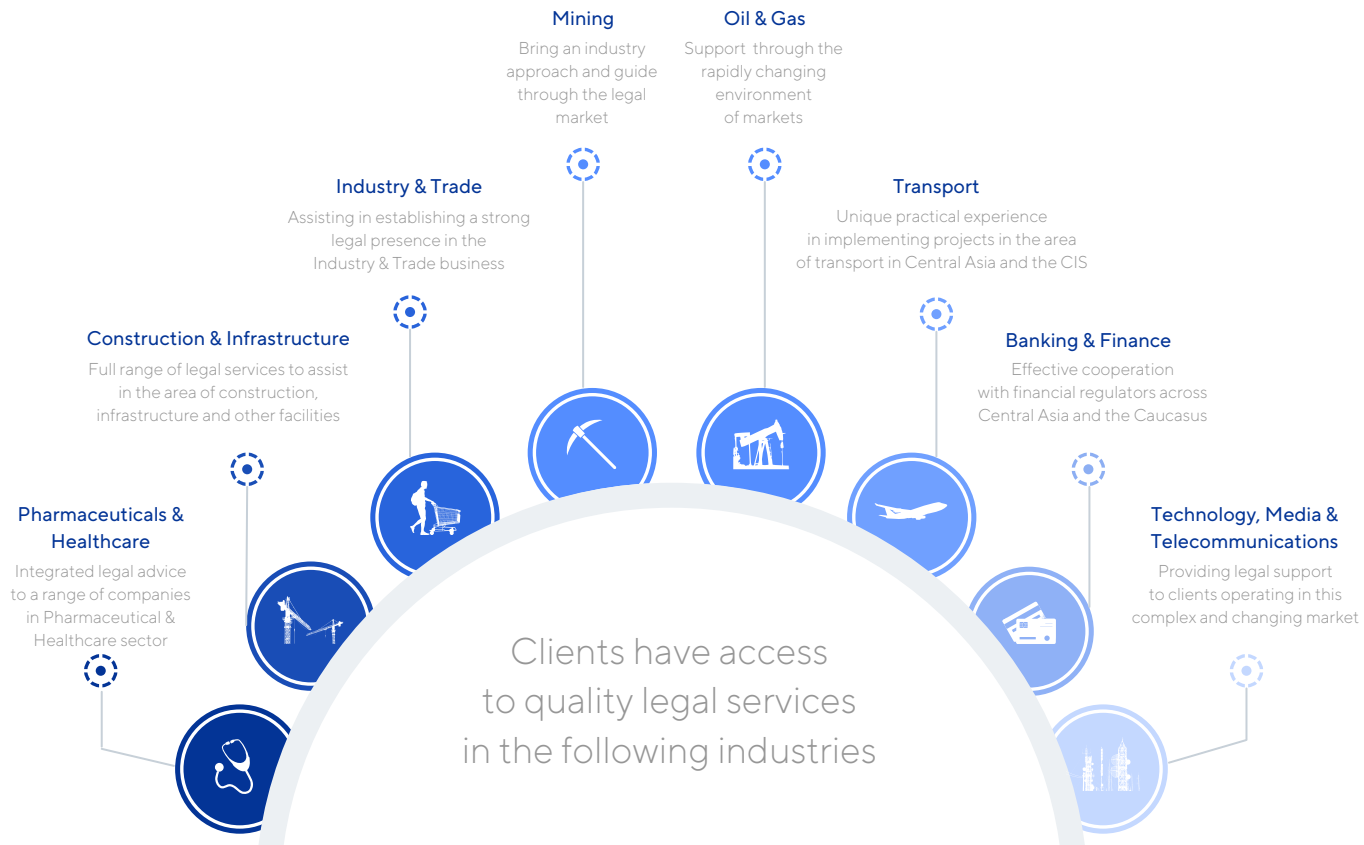 Mining
Bring an industry
approach and guide
through the legal
market
Oil & Gas
Support through the
rapidly changing
environment
of markets
Industry & Trade
Assisting in establishing a strong
legal presence in the
Industry & Trade business
Transport
Unique practical experience
in implementing projects in the area
of transport in Central Asia and the CIS
Construction & Infrastructure
Full range of legal services to assist
in the area of construction,
infrastructure and other facilities
Banking & Finance
Effective cooperation
with financial regulators across
Central Asia and the Caucasus
Pharmaceuticals &
Healthcare
Integrated legal advice
to a range of companies
in Pharmaceutical &
Healthcare sector
Technology, Media &
Telecommunications
Providing legal support
to clients operating in this
complex and changing market
Clients have access
to quality legal services
in the following industries